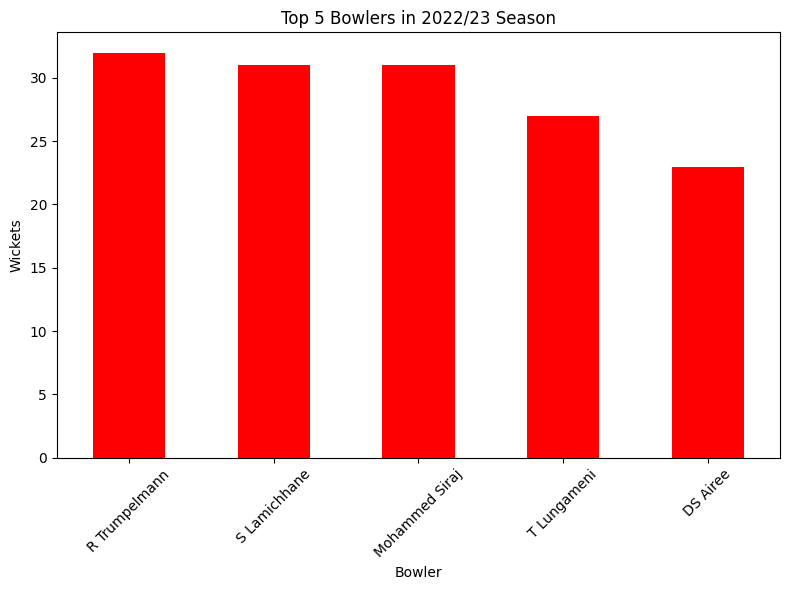 Top 5 Bowlers in 2022/23 Season
Wickets
30
25
20
15
10
5
0
R Trumpelmann
S Lamichhane
Mohammed Siraj
T Lungameni
DS Airee
Bowler